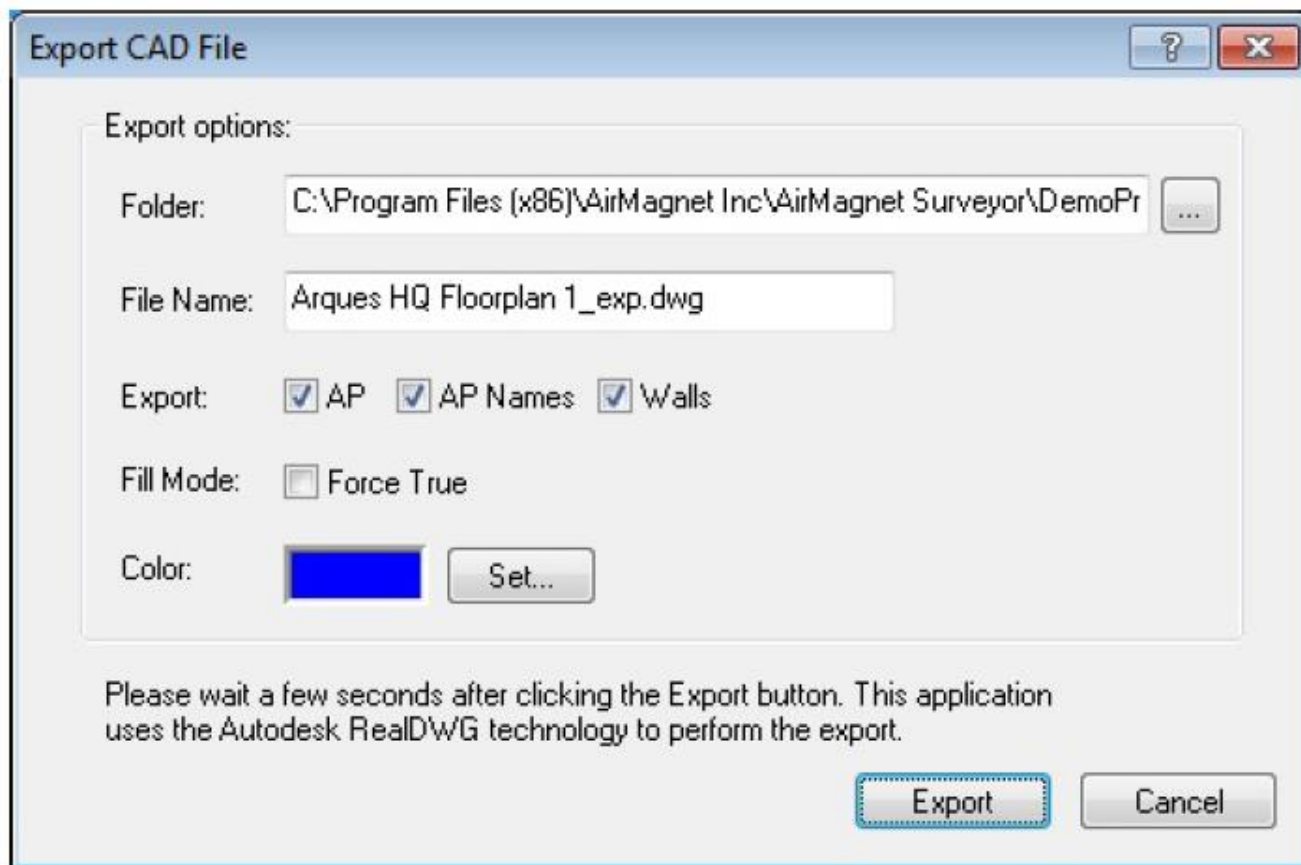 Export CAD File
?
Export options:
Folder: C:\Program Files (x86)\AirMagnet Inc\AirMagnet Surveyor\DemoPr ...
File Name: Arques HQ Floorplan 1_exp.dwg
Export: AP AP Names Walls
Fill Mode: Force True
Color: Set...
Please wait a few seconds after clicking the Export button. This application
uses the Autodesk RealDWG technology to perform the export.
Export Cancel